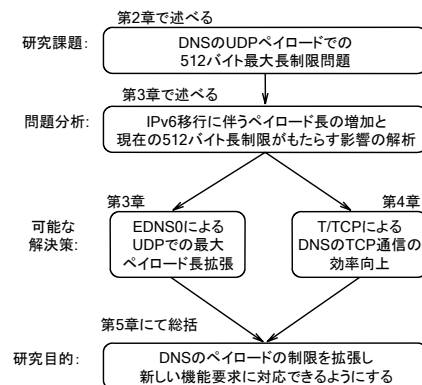 第2章で述べる
研究課題:
DNSのUDPペイロードでの
512バイト最大長制限問題
第3章で述べる
問題分析:
IPv6移行に伴うペイロード長の増加と
現在の512バイト長制限がもたらす影響の解析
可能な
解決策:
第3章
EDNS0による
UDPでの最大
ペイロード長拡張
第4章
T/TCPによる
DNSのTCP通信の
効率向上
第5章にて総括
研究目的:
DNSのペイロードの制限を拡張し
新しい機能要求に対応できるようにする